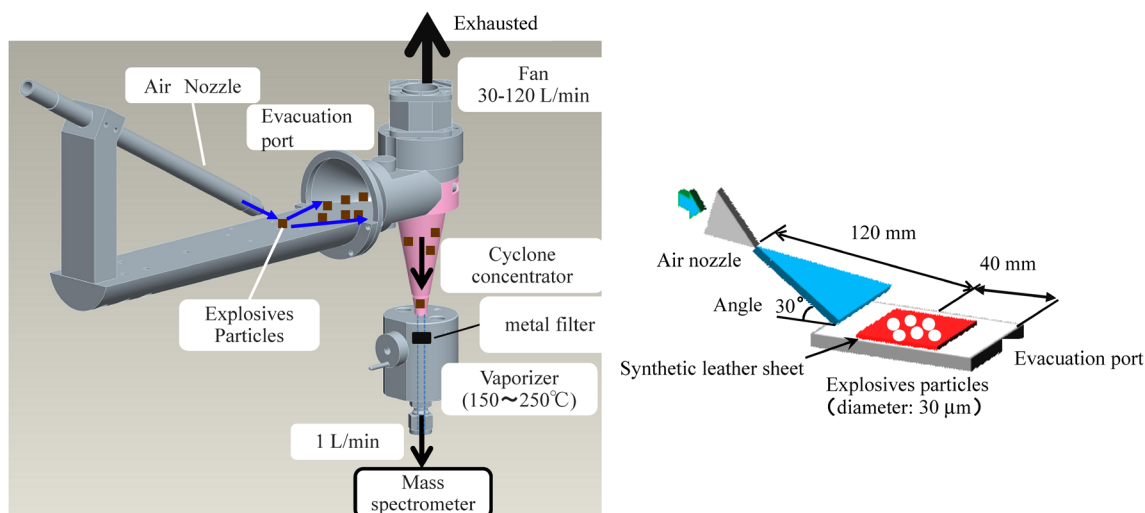 Exhausted
Fan
30-120 L/min
Air Nozzle
Evacuation
port
Cyclone
concentrator
Explosives
Particles
metal filter
Vaporizer
(150～250℃)
1 L/min
Mass
spectrometer
120 mm
40 mm
Air nozzle
Angle
30°
Synthetic leather sheet
Evacuation port
Explosives particles
(diameter: 30 µm)